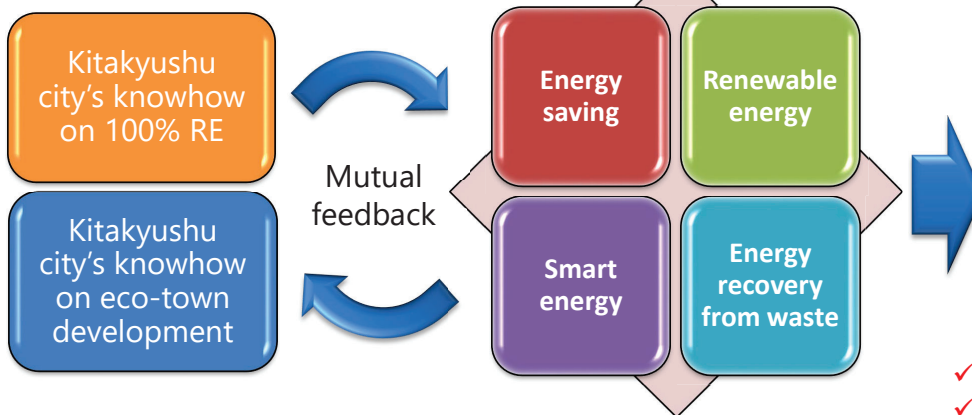 Kitakyushu
city's knowhow
on 100% RE
Kitakyushu
city's knowhow
on eco-town
development
Mutual
feedback
Energy
saving
Renewable
energy
Smart
energy
Energy
recovery
from waste
✓
✓